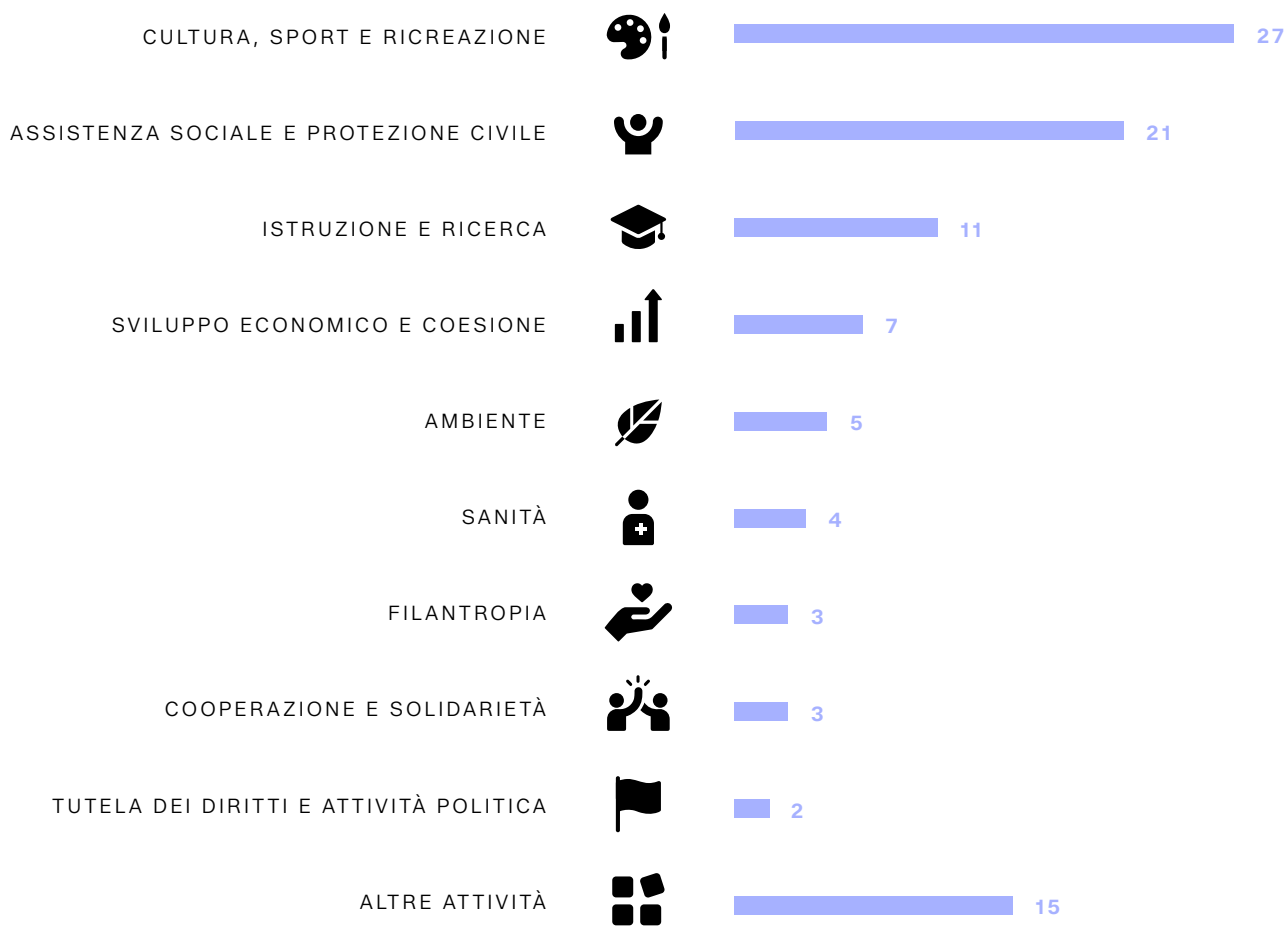 CULTURA, SPORT E RICREAZIONE 27
ASSISTENZA SOCIALE E PROTEZIONE CIVILE 21
ISTRUZIONE E RICERCA 11
SVILUPPO ECONOMICO E COESIONE 7
AMBIENTE 5
SANITÀ 4
FILANTROPIA 3
COOPERAZIONE E SOLIDARIETÀ 3
TUTELA DEI DIRITTI E ATTIVITÀ POLITICA 2
ALTRE ATTIVITÀ 15